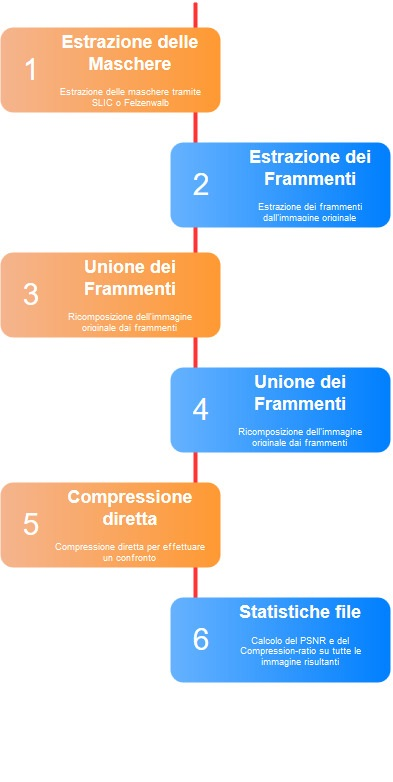 1
Estrazione delle
Maschere
Estrazione delle maschere tramite
SLIC o Felzenwalb
2
Estrazione dei
Frammenti
Estrazione dei frammenti
dall'immagine originale
3
Unione dei
Frammenti
Ricomposizione dell'immagine
originale dai frammenti
4
Unione dei
Frammenti
Ricomposizione dell'immagine
originale dai frammenti
5
Compressione
diretta
Compressione diretta per effettuare
un confronto
6
Statistiche file
Calcolo del PSNR e del
Compression-ratio su tutte le
immagine risultanti